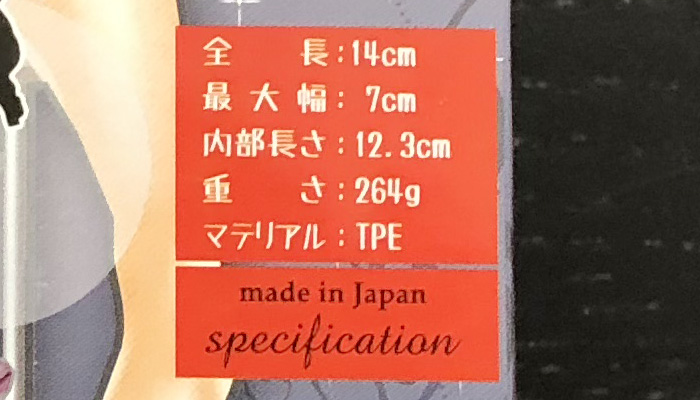 全　長：14cm
最大幅：7cm
内部長さ：12.3cm
重　さ：264g
マテリアル：TPE
made in Japan
specification